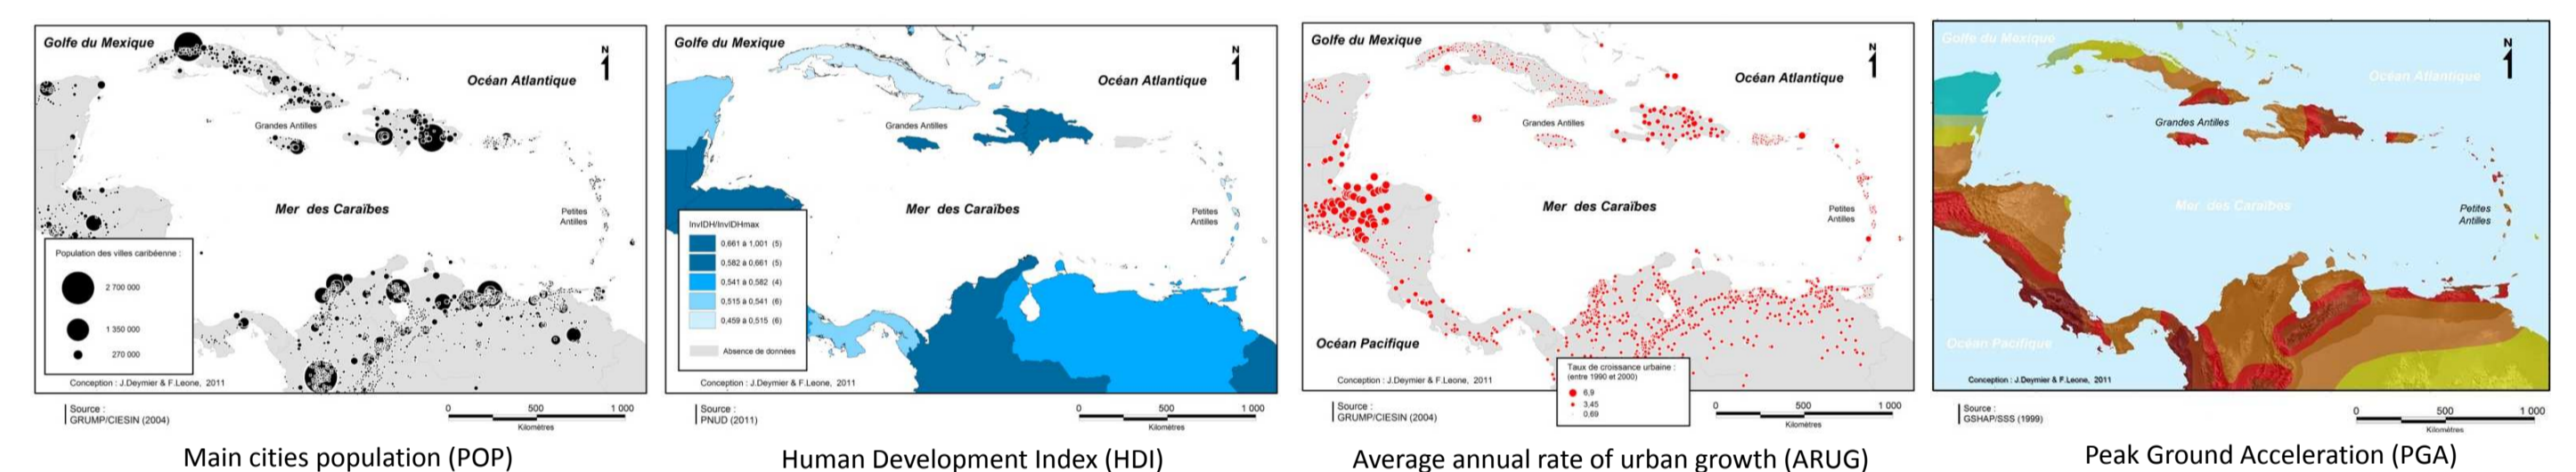 Golfe du Mexique
N
Océan Atlantique
Grandes Antilles
Mer des Caraïbes
Petites
Antilles
Population des villes caribéenne :
2 700 000
1 350 000
270 000
Conception : J.Deymier & F.Leone, 2011
Source :
GRUMP/CIESIN (2004)
0 500 1 000
Kilomètres
Main cities population (POP)
Golfe du Mexique
N
Océan Atlantique
Grandes Antilles
Mer des Caraïbes
Petites
Antilles
InvIDH/InvIDHmax
0,661 à 1,001 (5)
0,582 à 0,661 (5)
0,541 à 0,582 (4)
0,515 à 0,541 (6)
0,459 à 0,515 (6)
Absence de données
Conception : J.Deymier & F.Leone, 2011
Source :
PNUD (2011)
0 500 1 000
Kilomètres
Human Development Index (HDI)
Golfe du Mexique
N
Océan Atlantique
Grandes Antilles
Mer des Caraïbes
Petites
Antilles
Océan Pacifique
Taux de croissance urbaine :
(entre 1990 et 2000)
6,9
3,45
0,69
Conception : J.Deymier & F.Leone, 2011
Source :
GRUMP/CIESIN (2004)
0 500 1 000
Kilomètres
Average annual rate of urban growth (ARUG)
Golfe du Mexique
N
Océan Atlantique
Grandes Antilles
Mer des Caraïbes
Petites
Antilles
Océan Pacifique
Conception : J.Deymier & F.Leone, 2011
Source :
GSHAP/SSS (1999)
0 500 1 000
Kilomètres
Peak Ground Acceleration (PGA)